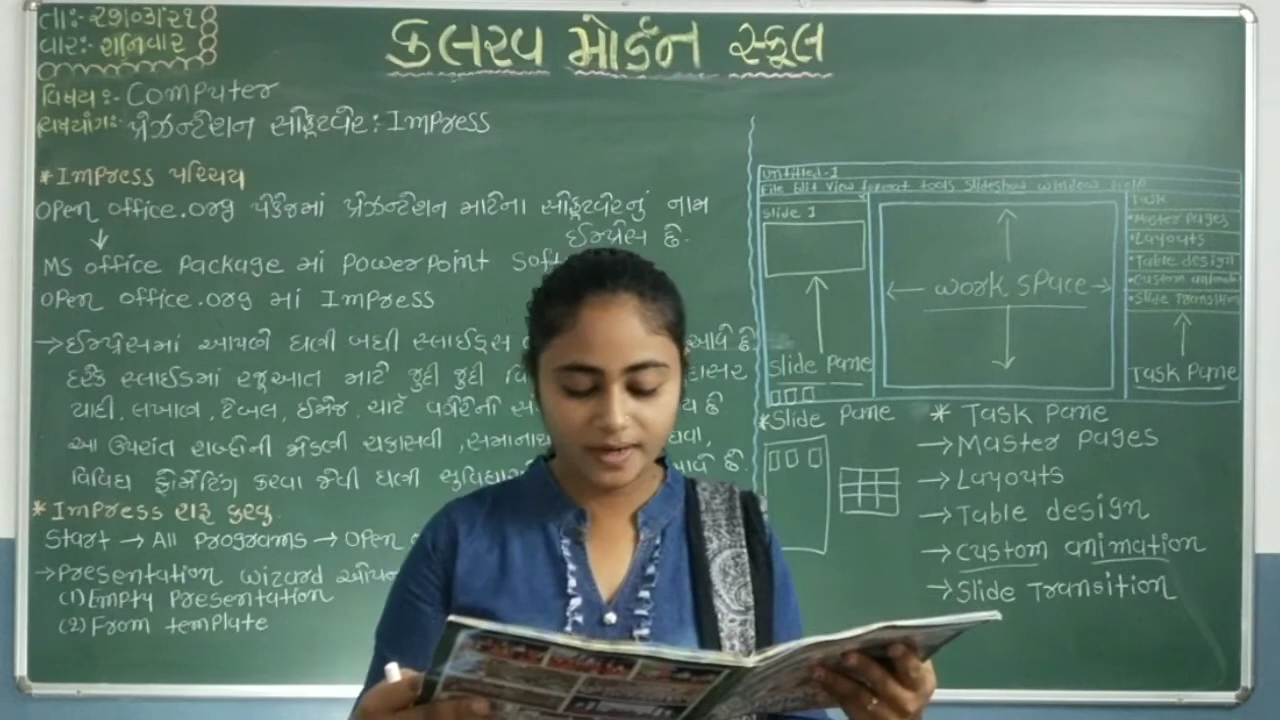 વારઃ- શનિવાર
કલરવ મોર્ડન સ્કૂલ
વિષયઃ- Computer
વિષયાંગઃ- પ્રેઝન્ટેશન સોફ્ટવેરઃ Impress
* Impress પરિચય
Open office.org પેકેજમાં પ્રેઝન્ટેશન માટેના સોફ્ટવેરનું નામ
ઈમ્પ્રેસ છે.
↓
MS office Package માં PowerPoint Soft
Open office.org માં Impress
→ ઈમ્પ્રેસમાં આપણે ઘણી બધી સ્લાઈડ્સ આવે છે.
દરેક સ્લાઈડમાં રજૂઆત માટે જુદી જુદી
યાદી, લખાણ, ટેબલ, ઈમેજ, ચાર્ટ વગેરેનો છે
આ ઉપરાંત શબ્દોની જોડણી ચકાસવી,
વિવિધ ફોર્મેટિંગ કરવા જેવી ઘણી છે.
* Impress શરૂ કરવુ
Start → All Programs → Open
→ Presentation wizard
(1) Empty Presentation
(2) From template
untitled-1
File Edit View format tools Slideshow window help
Slide 1
Slide Pane
work space
Task
• Master Pages
• Layouts
• Table design
• Custom animati
• Slide Transition
Task Pane
* Slide Pane
* Task Pane
→ Master Pages
→ Layouts
→ Table design
→ Custom animation
→ Slide Transition